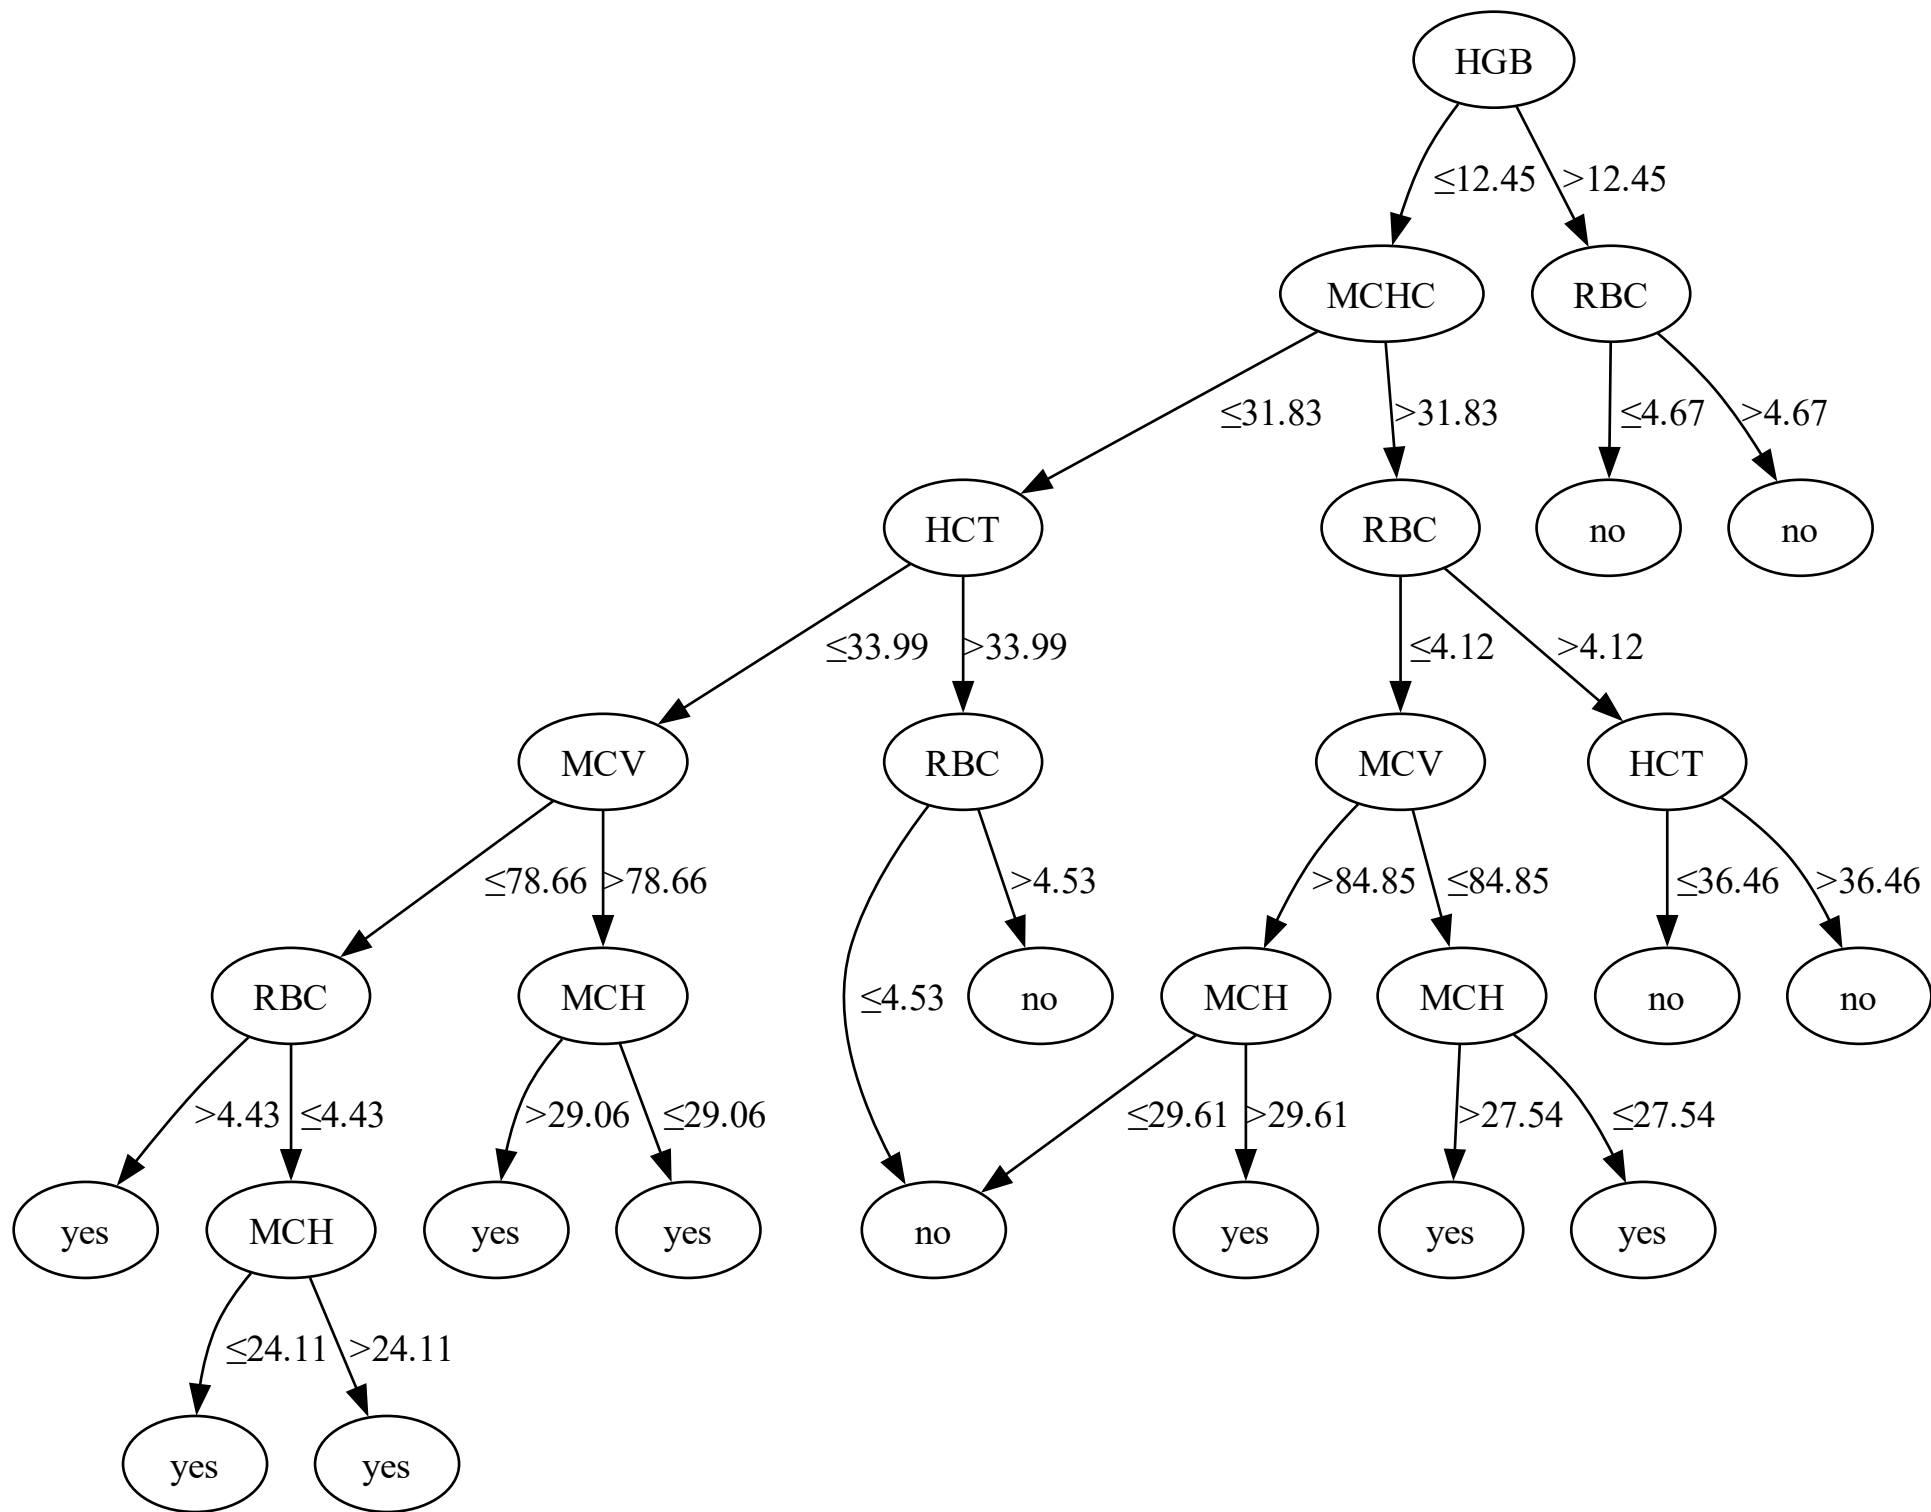 HGB
≤12.45
>12.45
MCHC
RBC
≤31.83
>31.83
≤4.67
>4.67
HCT
RBC
no
no
≤33.99
>33.99
≤4.12
>4.12
MCV
RBC
MCV
HCT
≤78.66
>78.66
>4.53
>84.85
≤84.85
≤36.46
>36.46
RBC
MCH
≤4.53
no
MCH
MCH
no
no
>4.43
≤4.43
>29.06
≤29.06
≤29.61
>29.61
>27.54
≤27.54
yes
MCH
yes
yes
no
yes
yes
yes
≤24.11
>24.11
yes
yes